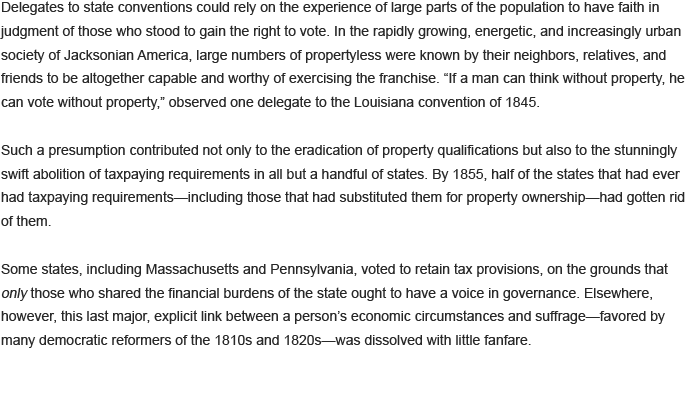 Delegates to state conventions could rely on the experience of large parts of the population to have faith in
judgment of those who stood to gain the right to vote. In the rapidly growing, energetic, and increasingly urban
society of Jacksonian America, large numbers of propertyless were known by their neighbors, relatives, and
friends to be altogether capable and worthy of exercising the franchise. “If a man can think without property, he
can vote without property,” observed one delegate to the Louisiana convention of 1845.
Such a presumption contributed not only to the eradication of property qualifications but also to the stunningly
swift abolition of taxpaying requirements in all but a handful of states. By 1855, half of the states that had ever
had taxpaying requirements—including those that had substituted them for property ownership—had gotten rid
of them.
Some states, including Massachusetts and Pennsylvania, voted to retain tax provisions, on the grounds that
only those who shared the financial burdens of the state ought to have a voice in governance. Elsewhere,
however, this last major, explicit link between a person’s economic circumstances and suffrage—favored by
many democratic reformers of the 1810s and 1820s—was dissolved with little fanfare.